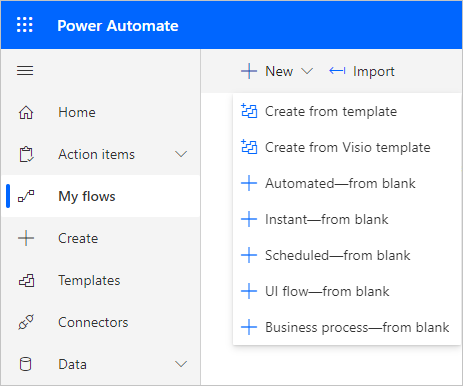 Power Automate
New Import
Home
Create from template
Action items
Create from Visio template
My flows
Automated—from blank
Create
Instant—from blank
Templates
Scheduled—from blank
Connectors
UI flow—from blank
Data
Business process—from blank